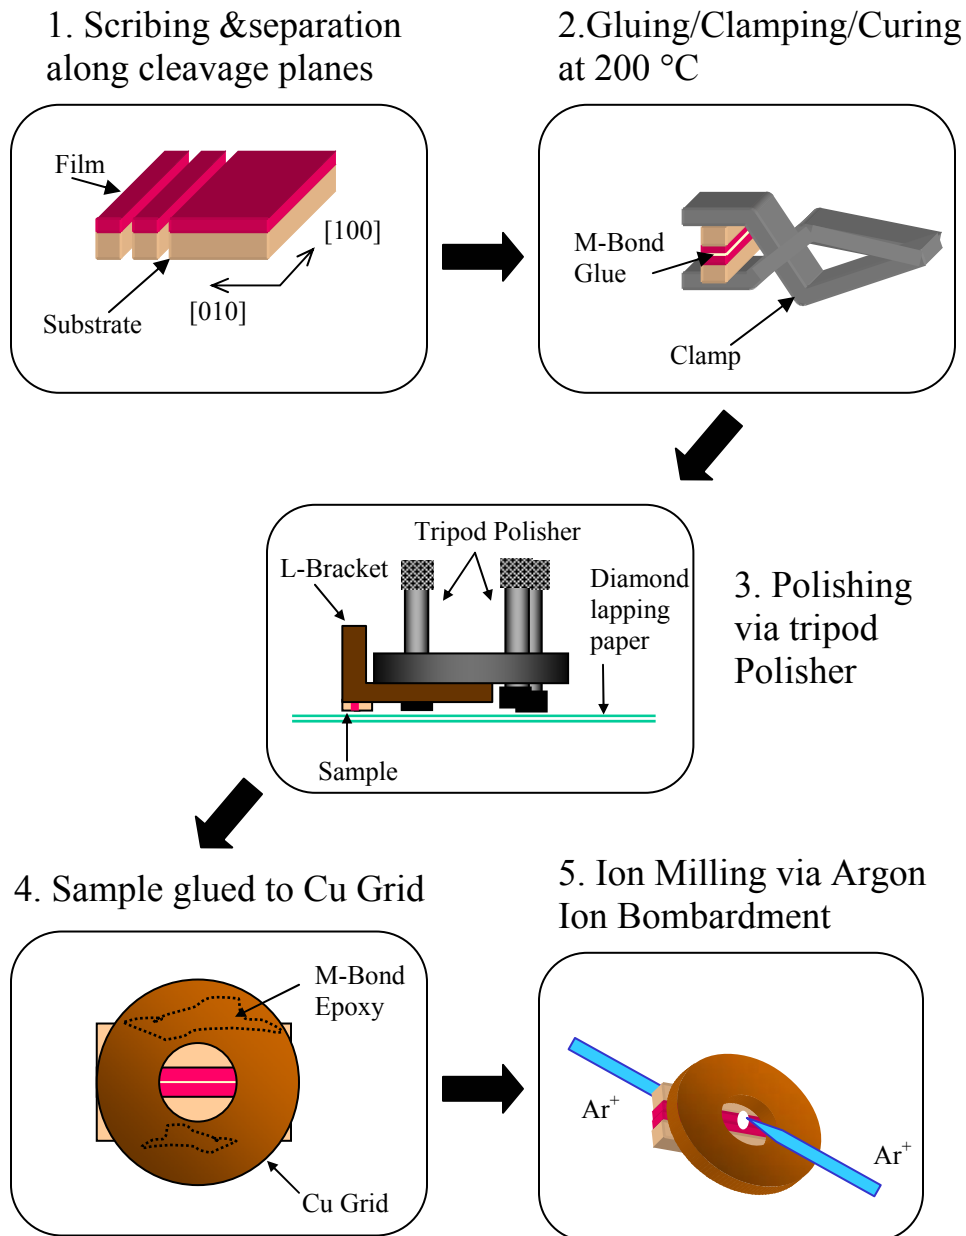 1. Scribing &separation
along cleavage planes
Film
[100]
[010]
Substrate
2.Gluing/Clamping/Curing
at 200 °C
M-Bond
Glue
Clamp
Tripod Polisher
L-Bracket
Diamond
lapping
paper
Sample
3. Polishing
via tripod
Polisher
4. Sample glued to Cu Grid
M-Bond
Epoxy
Cu Grid
5. Ion Milling via Argon
Ion Bombardment
Ar+
Ar+